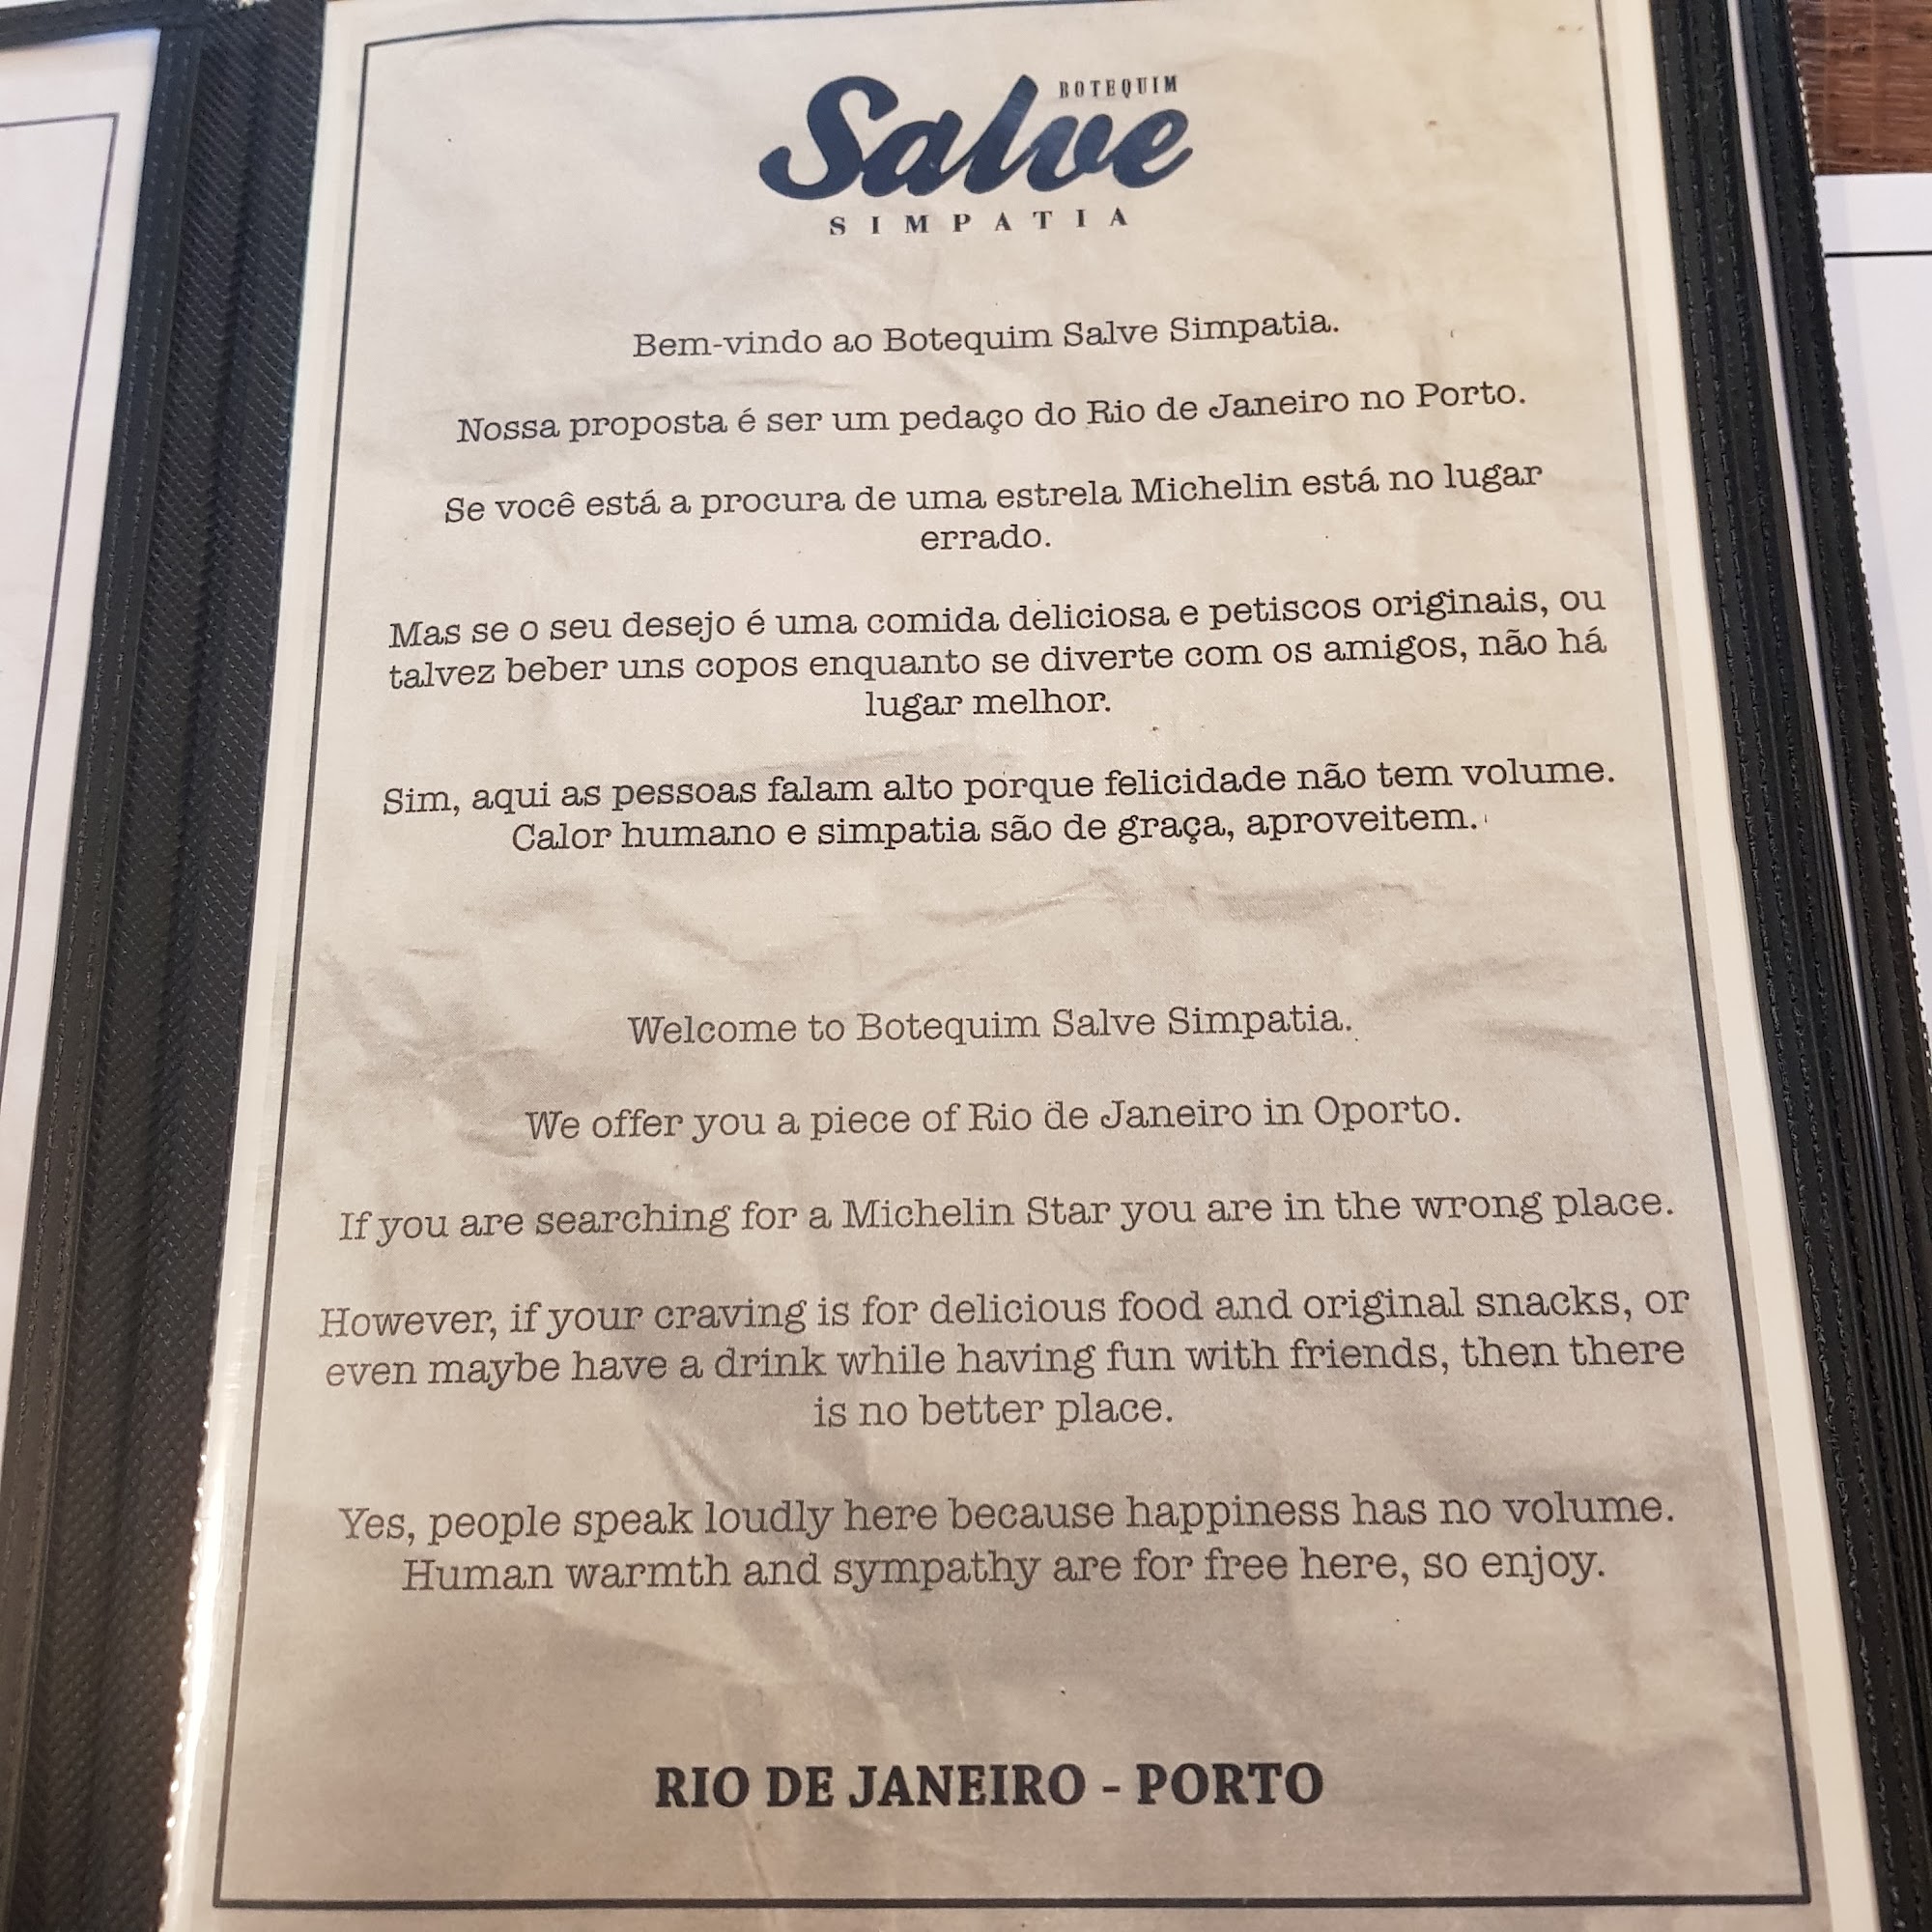 BOTEQUIM
Salve
SIMPATIA
Bem-vindo ao Botequim Salve Simpatia.
Nossa proposta é ser um pedaço do Rio de Janeiro no Porto.
Se você está a procura de uma estrela Michelin está no lugar
errado.
Mas se o seu desejo é uma comida deliciosa e petiscos originais, ou
talvez beber uns copos enquanto se diverte com os amigos, não há
lugar melhor.
Sim, aqui as pessoas falam alto porque felicidade não tem volume.
Calor humano e simpatia são de graça, aproveitem.
Welcome to Botequim Salve Simpatia.
We offer you a piece of Rio de Janeiro in Oporto.
If you are searching for a Michelin Star you are in the wrong place.
However, if your craving is for delicious food and original snacks, or
even maybe have a drink while having fun with friends, then there
is no better place.
Yes, people speak loudly here because happiness has no volume.
Human warmth and sympathy are for free here, so enjoy.
RIO DE JANEIRO - PORTO